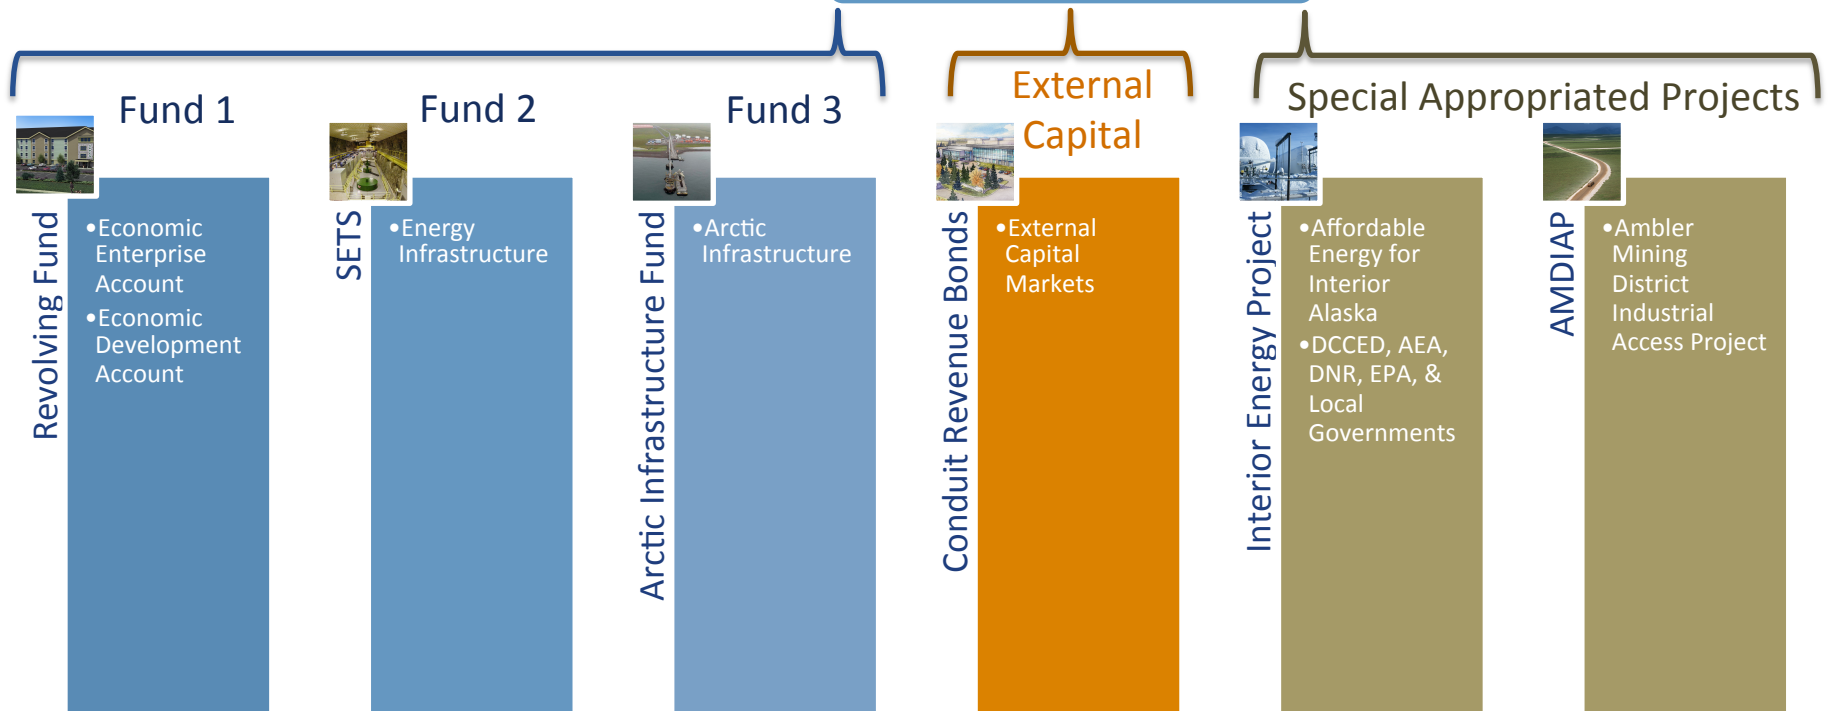 Fund 1
Revolving Fund
•Economic
Enterprise
Account
•Economic
Development
Account
Fund 2
SETS
•Energy
Infrastructure
Fund 3
Arctic Infrastructure Fund
•Arctic
Infrastructure
External
Capital
Conduit Revenue Bonds
•External
Capital
Markets
Special Appropriated Projects
Interior Energy Project
•Affordable
Energy for
Interior
Alaska
•DCCED, AEA,
DNR, EPA, &
Local
Governments
AMDIAP
•Ambler
Mining
District
Industrial
Access Project